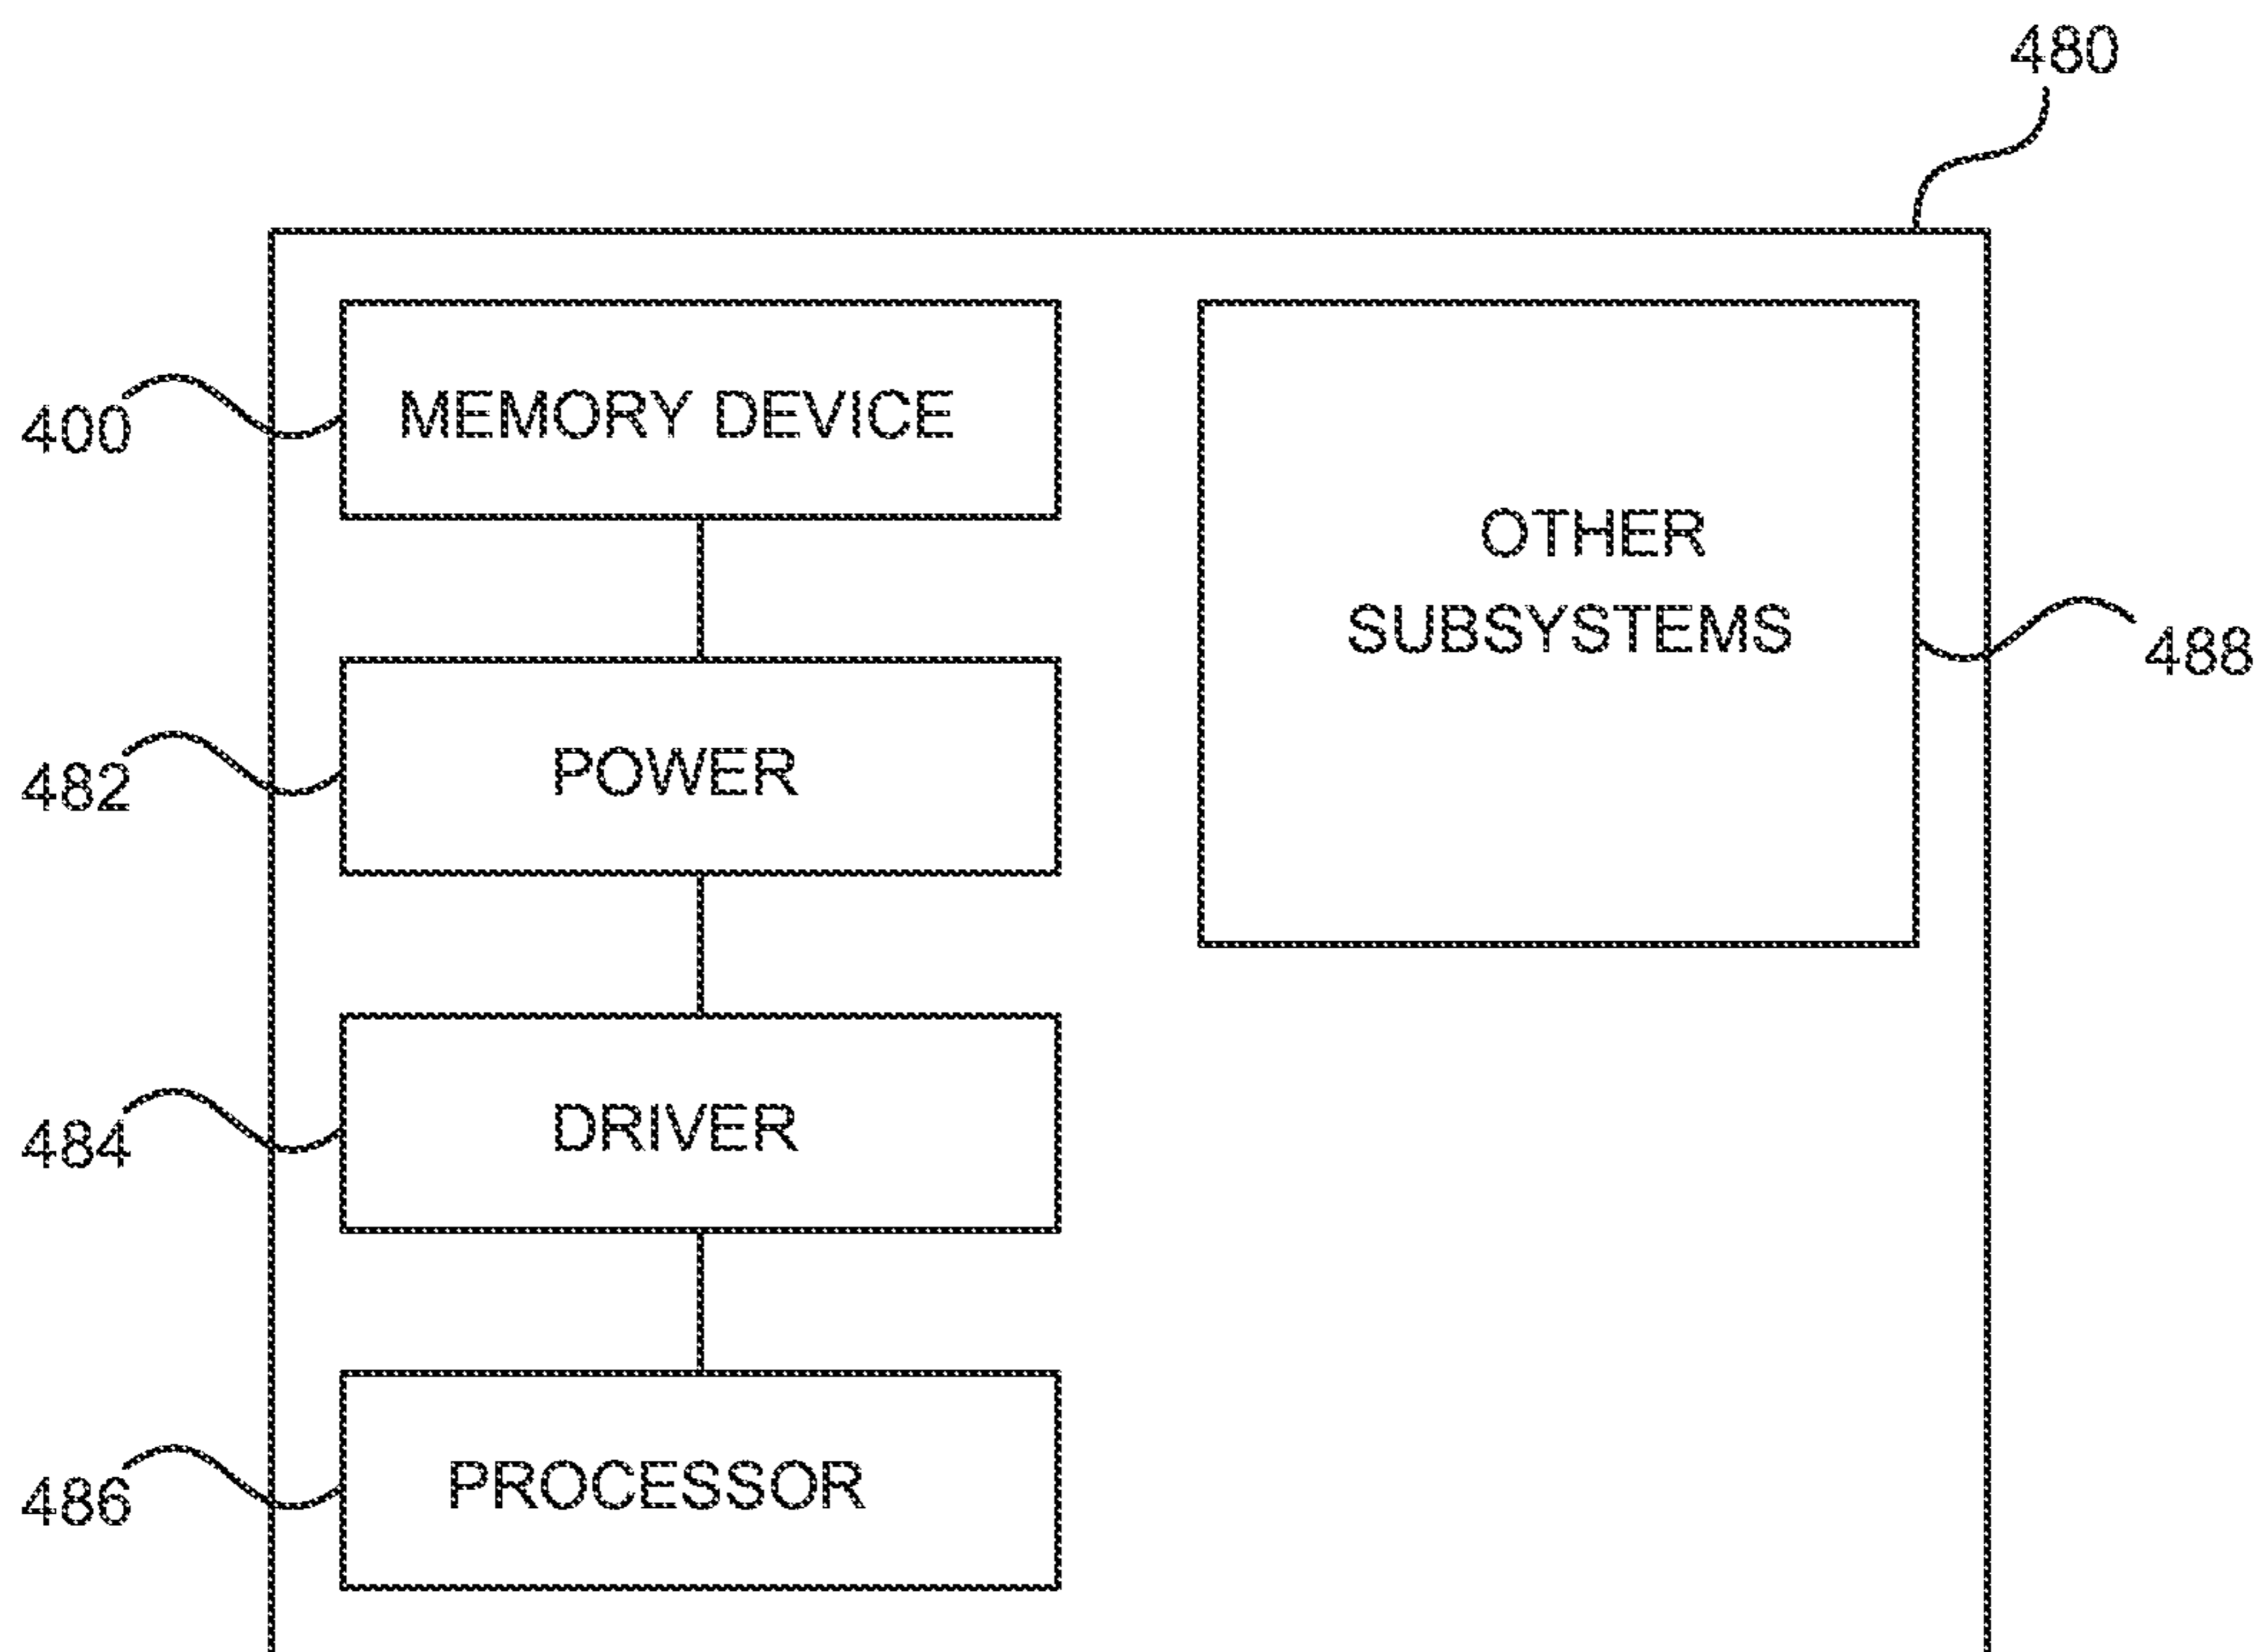 480
400
MEMORY DEVICE
OTHER
SUBSYSTEMS
488
482
POWER
484
DRIVER
486
PROCESSOR